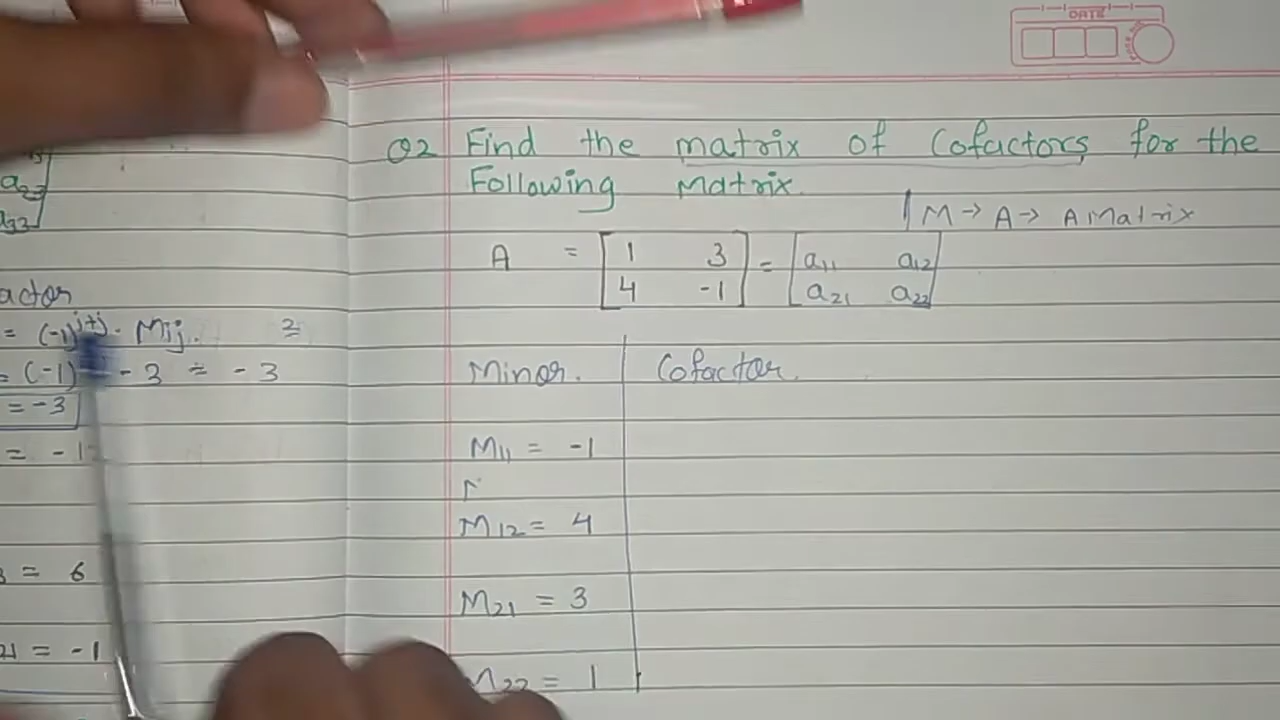 DATE
a23
a33
Q2 Find the matrix of Cofactors for the
Following Matrix.
M → A → A Matrix
A = [1 3 4 -1] = [a11 a12 a21 a22]
actor
= (-1)i+j . Mij.
= (-1) - 3 = -3
= -3
= -1
= 6
= -1
Minor. Cofactor.
M11 = -1
M12 = 4
M21 = 3
M22 = 1